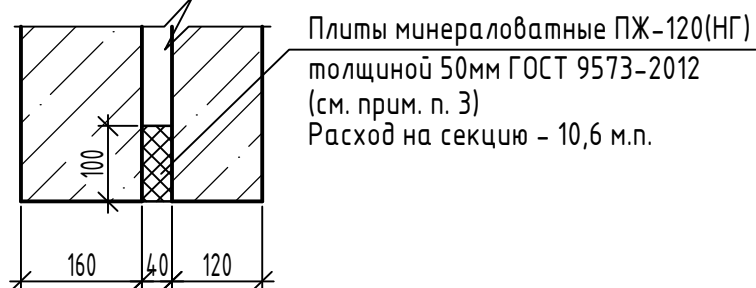 Плиты минераловатные ПЖ-120(НГ)
толщиной 50мм ГОСТ 9573-2012
(см. прим. п. 3)
Расход на секцию - 10,6 м.п.
100
160 40 120